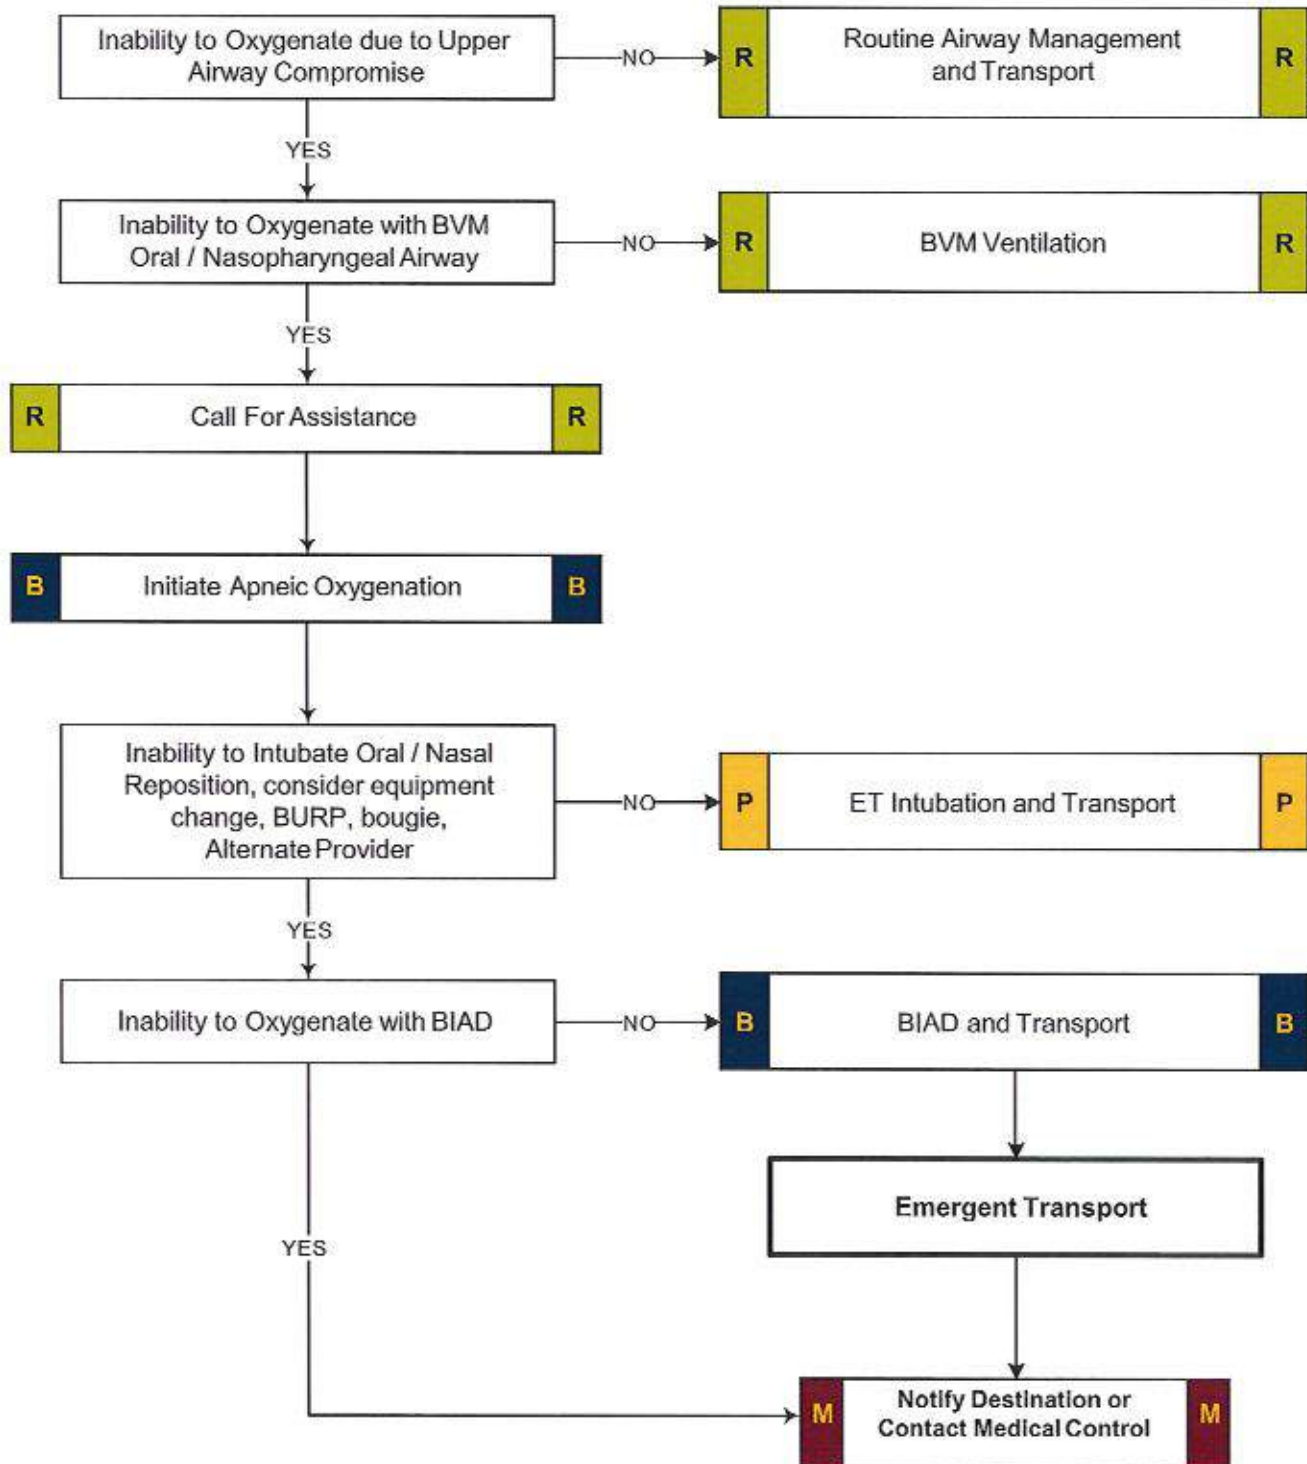 Inability to Oxygenate due to Upper
Airway Compromise
NO
R
Routine Airway Management
and Transport
R
YES
Inability to Oxygenate with BVM
Oral / Nasopharyngeal Airway
NO
R
BVM Ventilation
R
YES
R
Call For Assistance
R
B
Initiate Apneic Oxygenation
B
Inability to Intubate Oral / Nasal
Reposition, consider equipment
change, BURP, bougie,
Alternate Provider
NO
P
ET Intubation and Transport
P
YES
Inability to Oxygenate with BIAD
NO
B
BIAD and Transport
B
Emergent Transport
YES
M
Notify Destination or
Contact Medical Control
M